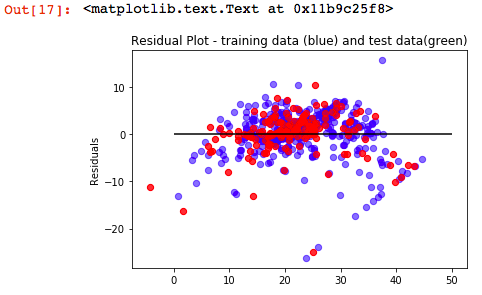 Out[17]: <matplotlib.text.Text at 0x11b9c25f8>
Residual Plot - training data (blue) and test data(green)
10
0
−10
−20
Residuals
0 10 20 30 40 50